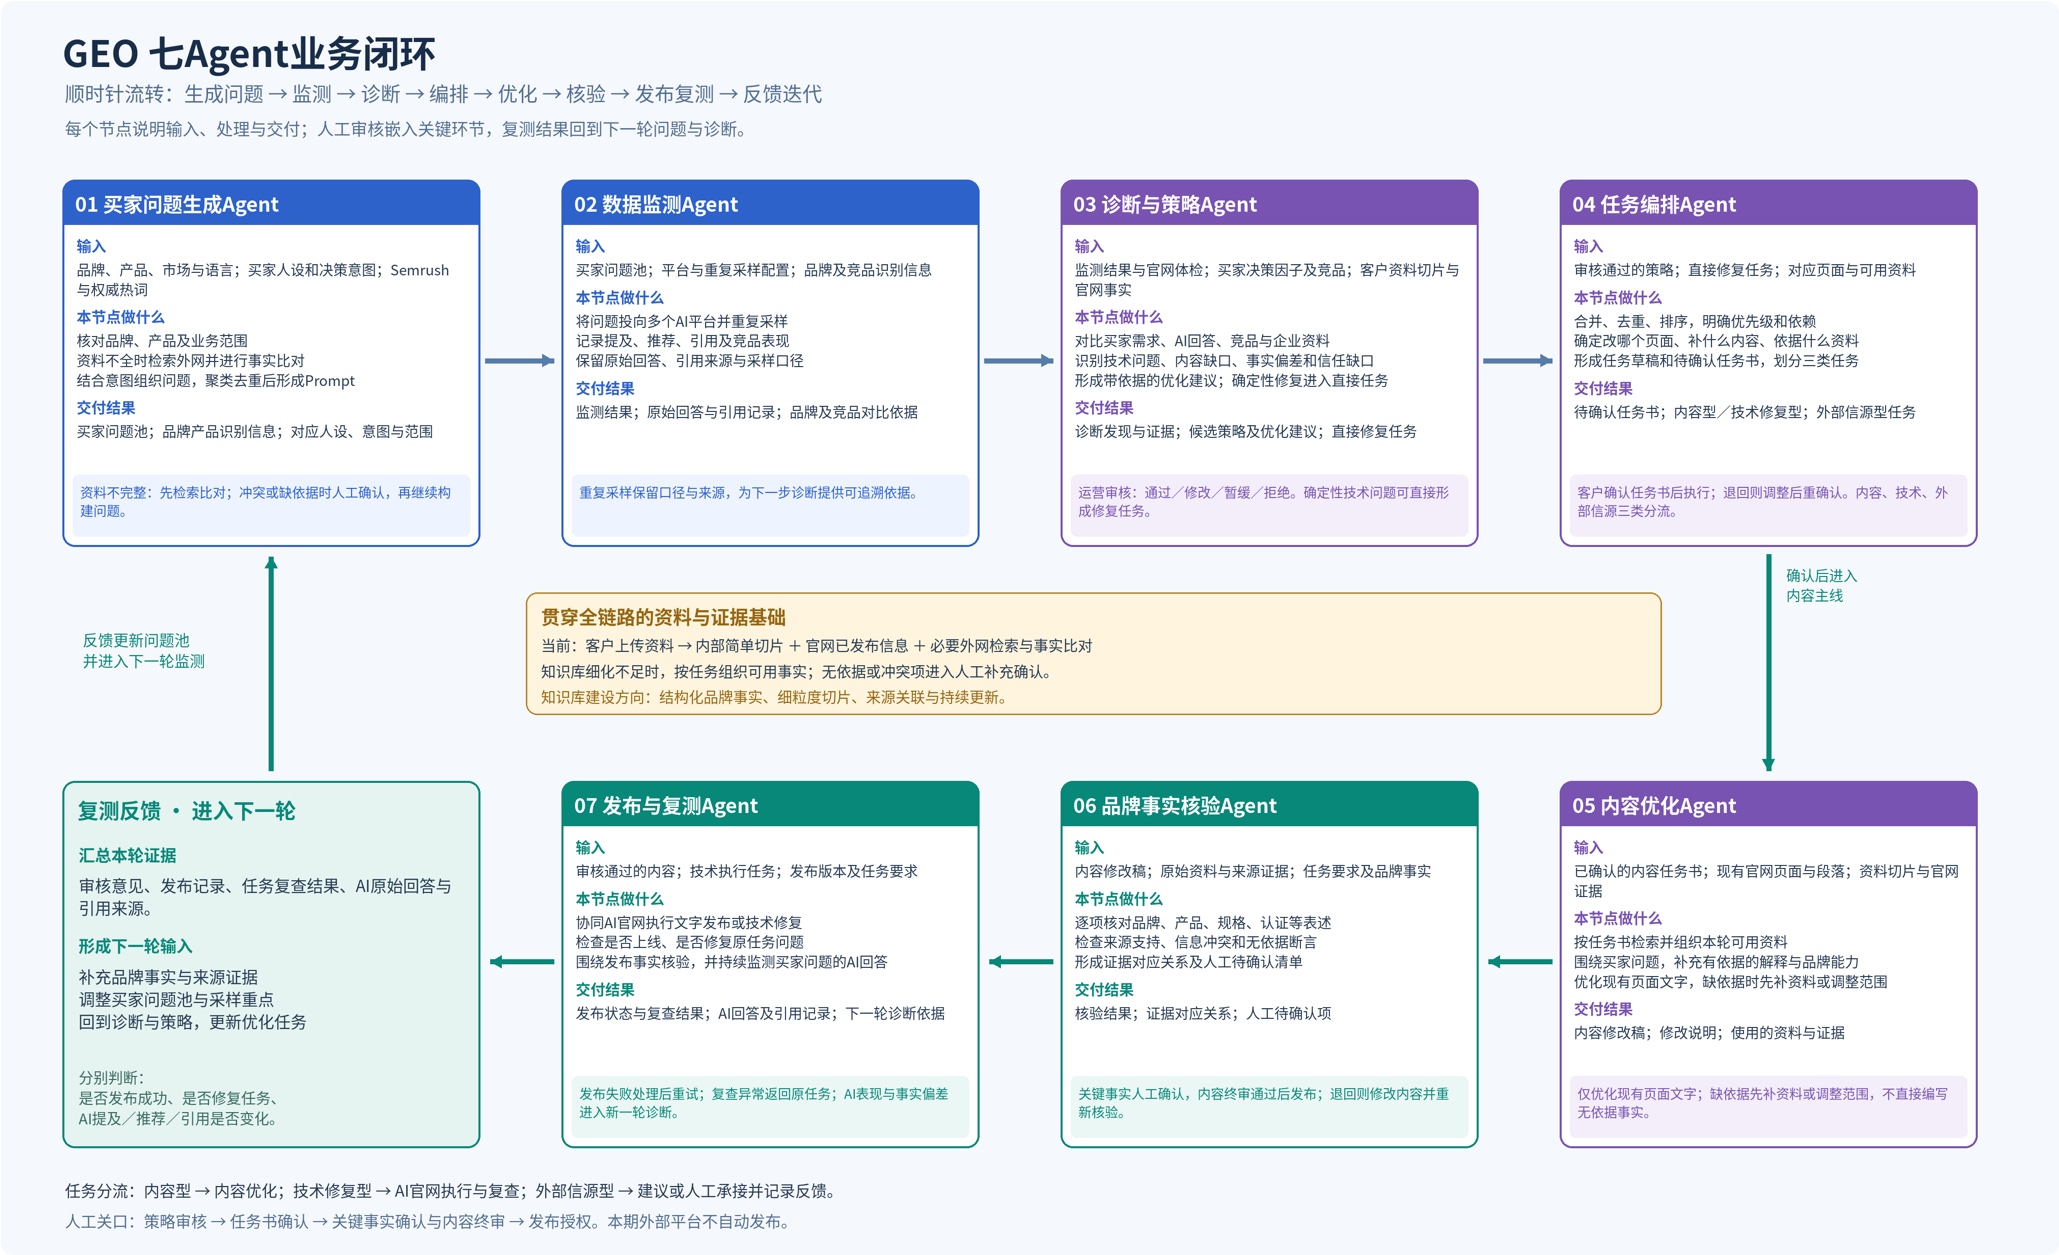 GEO 七Agent业务闭环
顺时针流转：生成问题 → 监测 → 诊断 → 编排 → 优化 → 核验 → 发布复测 → 反馈迭代
每个节点说明输入、处理与交付；人工审核嵌入关键环节，复测结果回到下一轮问题与诊断。
01 买家问题生成Agent
输入
品牌、产品、市场与语言；买家人设和决策意图；Semrush
与权威热词
本节点做什么
核对品牌、产品及业务范围
资料不全时检索外网并进行事实比对
结合意图组织问题，聚类去重后形成Prompt
交付结果
买家问题池；品牌产品识别信息；对应人设、意图与范围
资料不完整：先检索比对；冲突或缺依据时人工确认，再继续构
建问题。
02 数据监测Agent
输入
买家问题池；平台与重复采样配置；品牌及竞品识别信息
本节点做什么
将问题投向多个AI平台并重复采样
记录提及、推荐、引用及竞品表现
保留原始回答、引用来源与采样口径
交付结果
监测结果；原始回答与引用记录；品牌及竞品对比依据
重复采样保留口径与来源，为下一步诊断提供可追溯依据。
03 诊断与策略Agent
输入
监测结果与官网体检；买家决策因子及竞品；客户资料切片与
官网事实
本节点做什么
对比买家需求、AI回答、竞品与企业资料
识别技术问题、内容缺口、事实偏差和信任缺口
形成带依据的优化建议；确定性修复进入直接任务
交付结果
诊断发现与证据；候选策略及优化建议；直接修复任务
运营审核：通过／修改／暂缓／拒绝。确定性技术问题可直接形
成修复任务。
04 任务编排Agent
输入
审核通过的策略；直接修复任务；对应页面与可用资料
本节点做什么
合并、去重、排序，明确优先级和依赖
确定改哪个页面、补什么内容、依据什么资料
形成任务草稿和待确认任务书，划分三类任务
交付结果
待确认任务书；内容型／技术修复型；外部信源型任务
客户确认任务书后执行；退回则调整后重确认。内容、技术、外
部信源三类分流。
确认后进入
内容主线
反馈更新问题池
并进入下一轮监测
贯穿全链路的资料与证据基础
当前：客户上传资料 → 内部简单切片 ＋ 官网已发布信息 ＋ 必要外网检索与事实比对
知识库细化不足时，按任务组织可用事实；无依据或冲突项进入人工补充确认。
知识库建设方向：结构化品牌事实、细粒度切片、来源关联与持续更新。
复测反馈 · 进入下一轮
汇总本轮证据
审核意见、发布记录、任务复查结果、AI原始回答与
引用来源。
形成下一轮输入
补充品牌事实与来源证据
调整买家问题池与采样重点
回到诊断与策略，更新优化任务
分别判断：
是否发布成功、是否修复任务、
AI提及／推荐／引用是否变化。
07 发布与复测Agent
输入
审核通过的内容；技术执行任务；发布版本及任务要求
本节点做什么
协同AI官网执行文字发布或技术修复
检查是否上线、是否修复原任务问题
围绕发布事实核验，并持续监测买家问题的AI回答
交付结果
发布状态与复查结果；AI回答及引用记录；下一轮诊断依据
发布失败处理后重试；复查异常返回原任务；AI表现与事实偏差
进入新一轮诊断。
06 品牌事实核验Agent
输入
内容修改稿；原始资料与来源证据；任务要求及品牌事实
本节点做什么
逐项核对品牌、产品、规格、认证等表述
检查来源支持、信息冲突和无依据断言
形成证据对应关系及人工待确认清单
交付结果
核验结果；证据对应关系；人工待确认项
关键事实人工确认，内容终审通过后发布；退回则修改内容并重
新核验。
05 内容优化Agent
输入
已确认的内容任务书；现有官网页面与段落；资料切片与官网
证据
本节点做什么
按任务书检索并组织本轮可用资料
围绕买家问题，补充有依据的解释与品牌能力
优化现有页面文字，缺依据时先补资料或调整范围
交付结果
内容修改稿；修改说明；使用的资料与证据
仅优化现有页面文字；缺依据先补资料或调整范围，不直接编写
无依据事实。
任务分流：内容型 → 内容优化；技术修复型 → AI官网执行与复查；外部信源型 → 建议或人工承接并记录反馈。
人工关口：策略审核 → 任务书确认 → 关键事实确认与内容终审 → 发布授权。本期外部平台不自动发布。